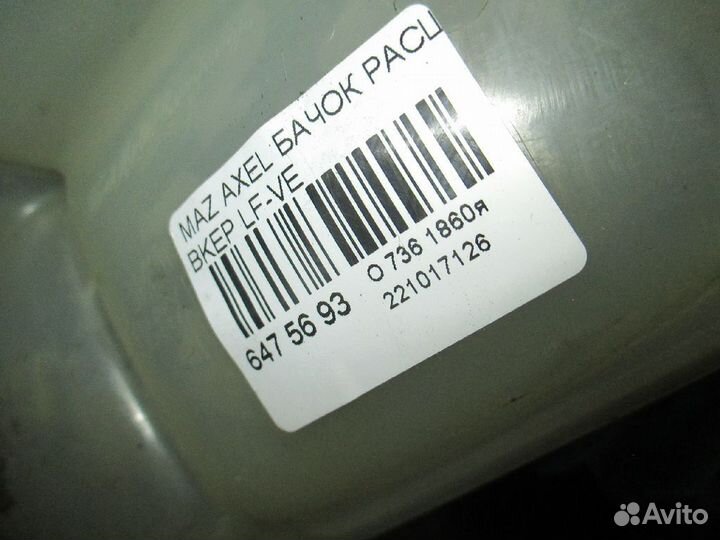 MAZ AXEL БАЧОК РАСШ
BKEP LF-VE
647 56 93 О 736 1860я
221017126
Avito